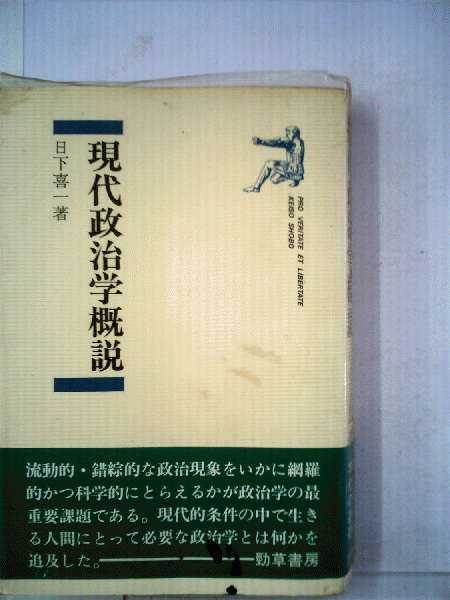 現代政治学概説
日下喜一著
PRO VERITATE ET LIBERTATE
KEISO SHOBO
流動的・錯綜的な政治現象をいかに網羅
的かつ科学的にとらえるかが政治学の最
重要課題である。現代的条件の中で生き
る人間にとって必要な政治学とは何かを
追及した。——勁草書房